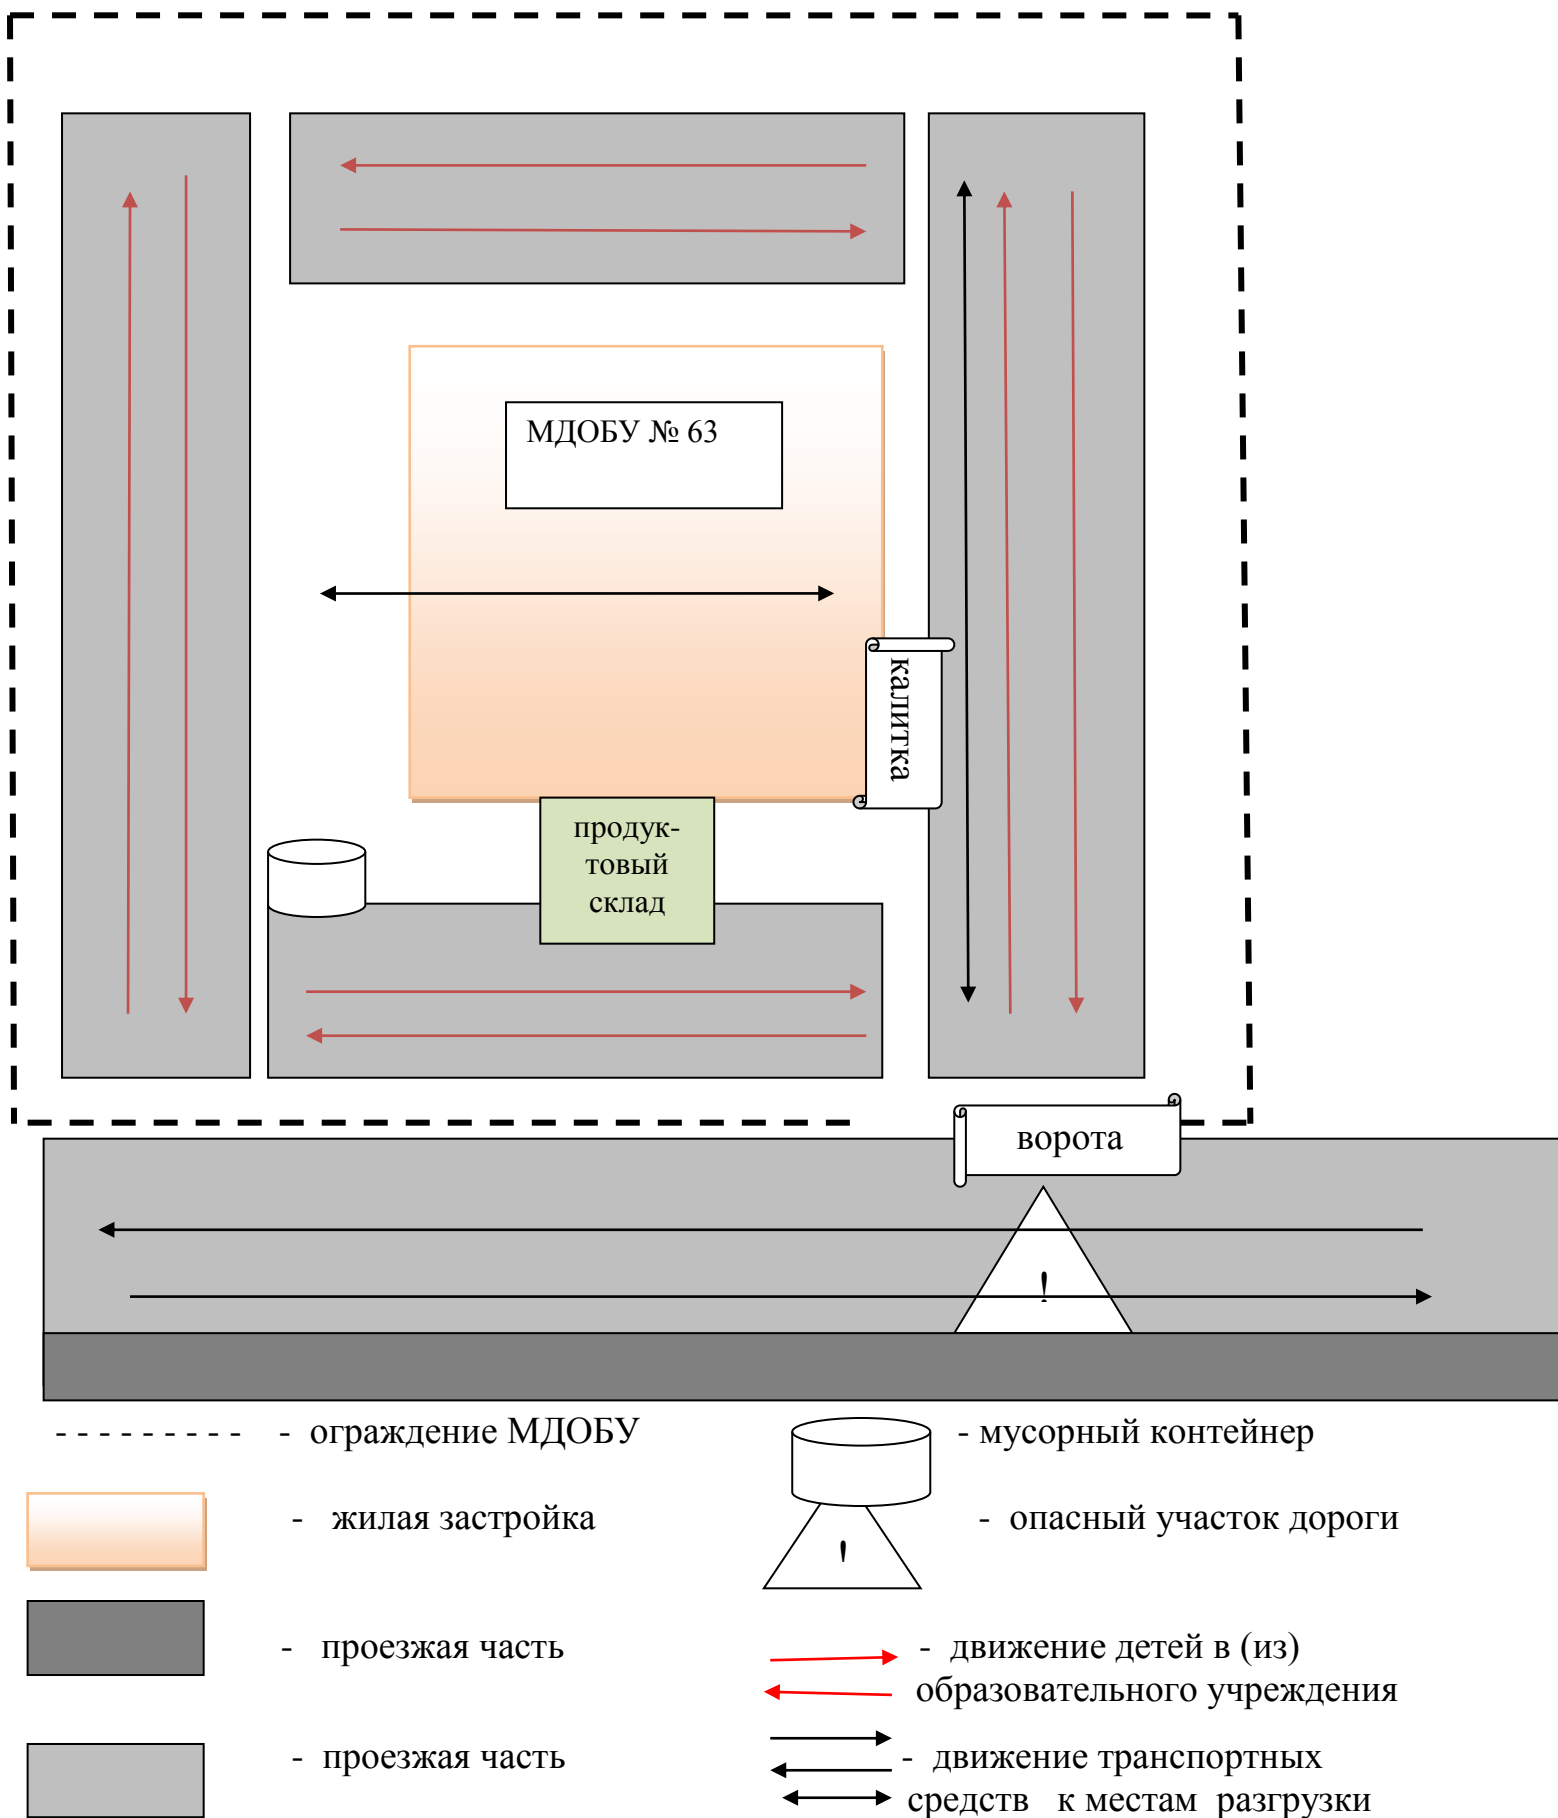 МДОБУ № 63
калитка
продук-
товый
склад
ворота
!
- - - - - - - - - - ограждение МДОБУ
- мусорный контейнер
- жилая застройка
!
- опасный участок дороги
- проезжая часть
- движение детей в (из)
образовательного учреждения
- проезжая часть
- движение транспортных
средств к местам разгрузки